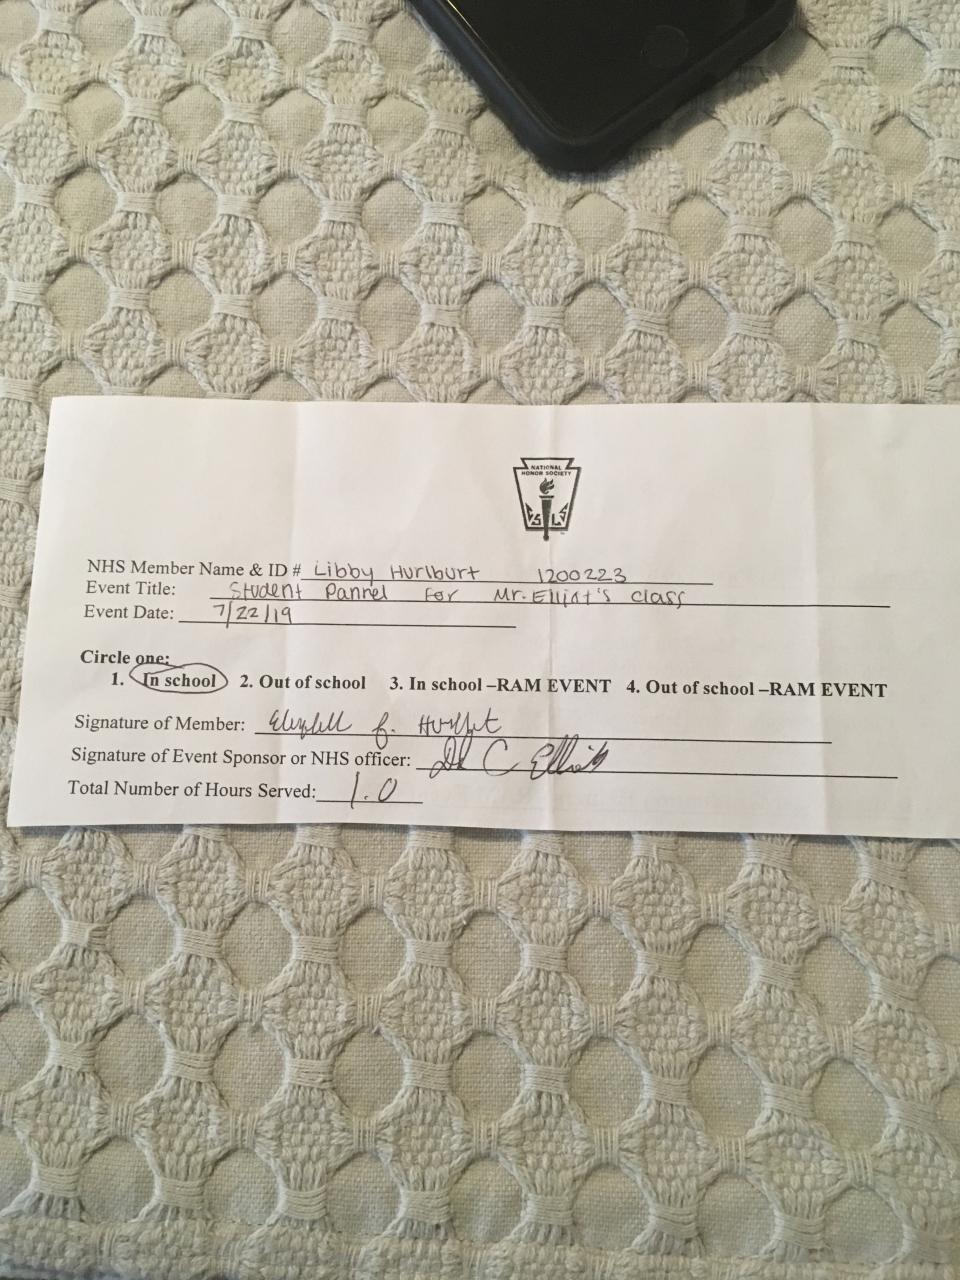 NATIONAL
HONOR SOCIETY
NHS Member Name & ID # Libby Hurlburt 1200223
Event Title: Student Pannel For Mr. Elliot's class
Event Date: 7/22/19
Circle one:
1. In school 2. Out of school 3. In school –RAM EVENT 4. Out of school –RAM EVENT
Signature of Member:
Signature of Event Sponsor or NHS officer: C Elliot
Total Number of Hours Served: 1.0